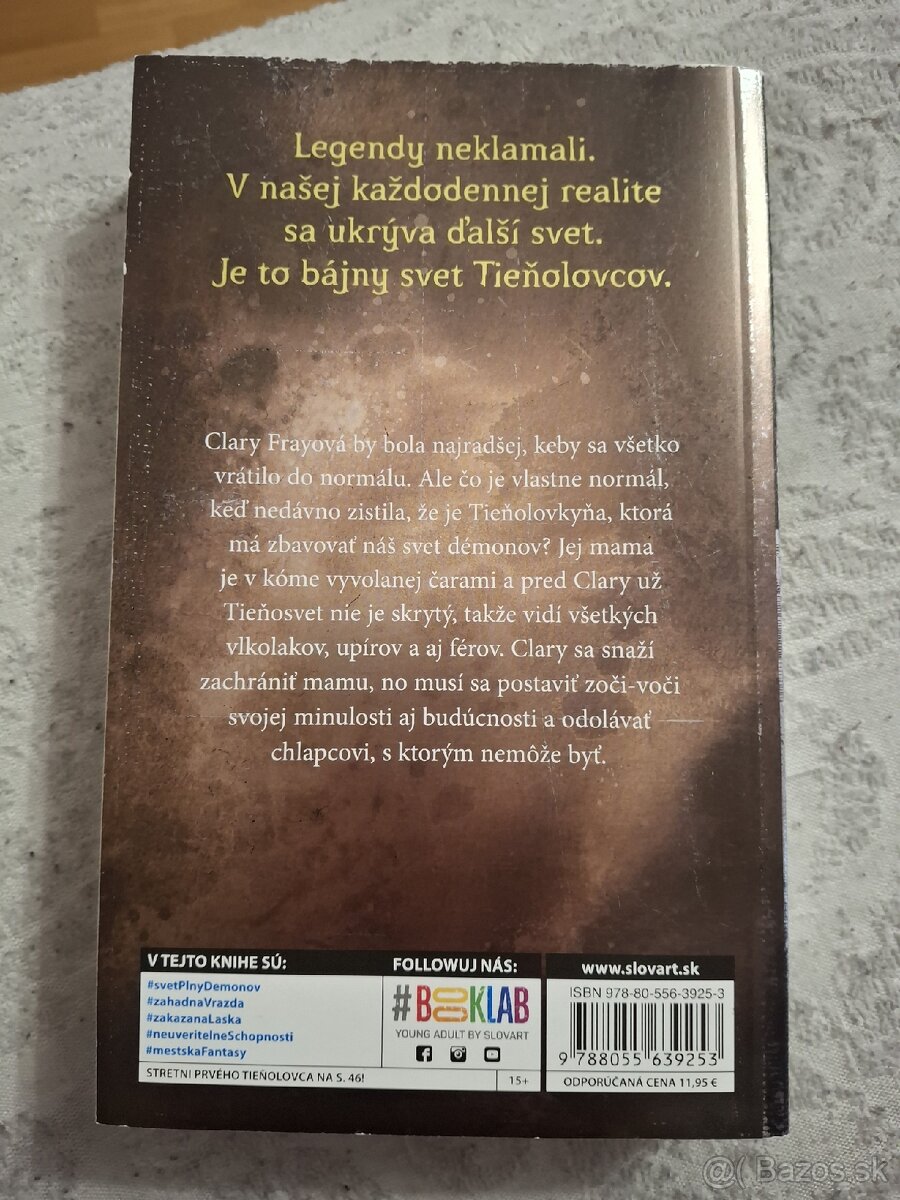 Legendy neklamali.
V našej každodennej realite
sa ukrýva ďalší svet.
Je to bájny svet Tieňolovcov.
Clary Frayová by bola najradšej, keby sa všetko
vrátilo do normálu. Ale čo je vlastne normál,
keď nedávno zistila, že je Tieňolovkyňa, ktorá
má zbavovať náš svet démonov? Jej mama
je v kóme vyvolanej čarami a pred Clary už
Tieňosvet nie je skrytý, takže vidí všetkých
vlkolakov, upírov a aj férov. Clary sa snaží
zachrániť mamu, no musí sa postaviť zoči-voči
svojej minulosti aj budúcnosti a odolávať
chlapcovi, s ktorým nemôže byť.
V TEJTO KNIHE SÚ:
#svetPlnyDemonov
#zahadnaVrazda
#zakazanaLaska
#neuveritelneSchopnosti
#mestskaFantasy
STRETNI PRVÉHO TIEŇOLOVCA NA S. 46!
15+
FOLLOWUJ NÁS:
#BOOKLAB
YOUNG ADULT BY SLOVART
www.slovart.sk
ISBN 978-80-556-3925-3
9 788055 639253
ODPORÚČANÁ CENA 11,95 €
@( Bazos.sk